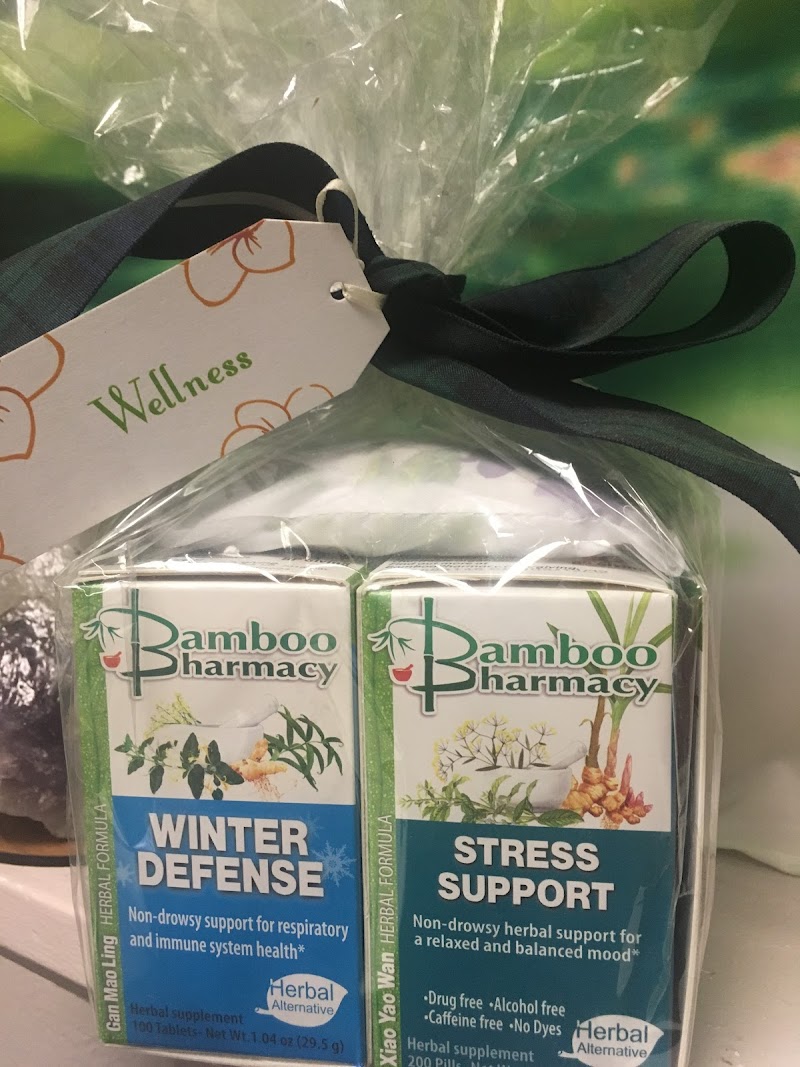 Wellness
Bamboo
Pharmacy
WINTER
DEFENSE
Non-drowsy support for respiratory
and immune system health*
Herbal
Alternative
Herbal supplement
100 Tablets- Net Wt.1.04 oz (29.5 g)
Gan Mao Ling HERBAL FORMULA
Bamboo
Pharmacy
STRESS
SUPPORT
Non-drowsy herbal support for
a relaxed and balanced mood*
•Drug free •Alcohol free
•Caffeine free •No Dyes
Herbal
Alternative
Herbal supplement
200 Pills- Net
Xiao Yao Wan HERBAL FORMULA